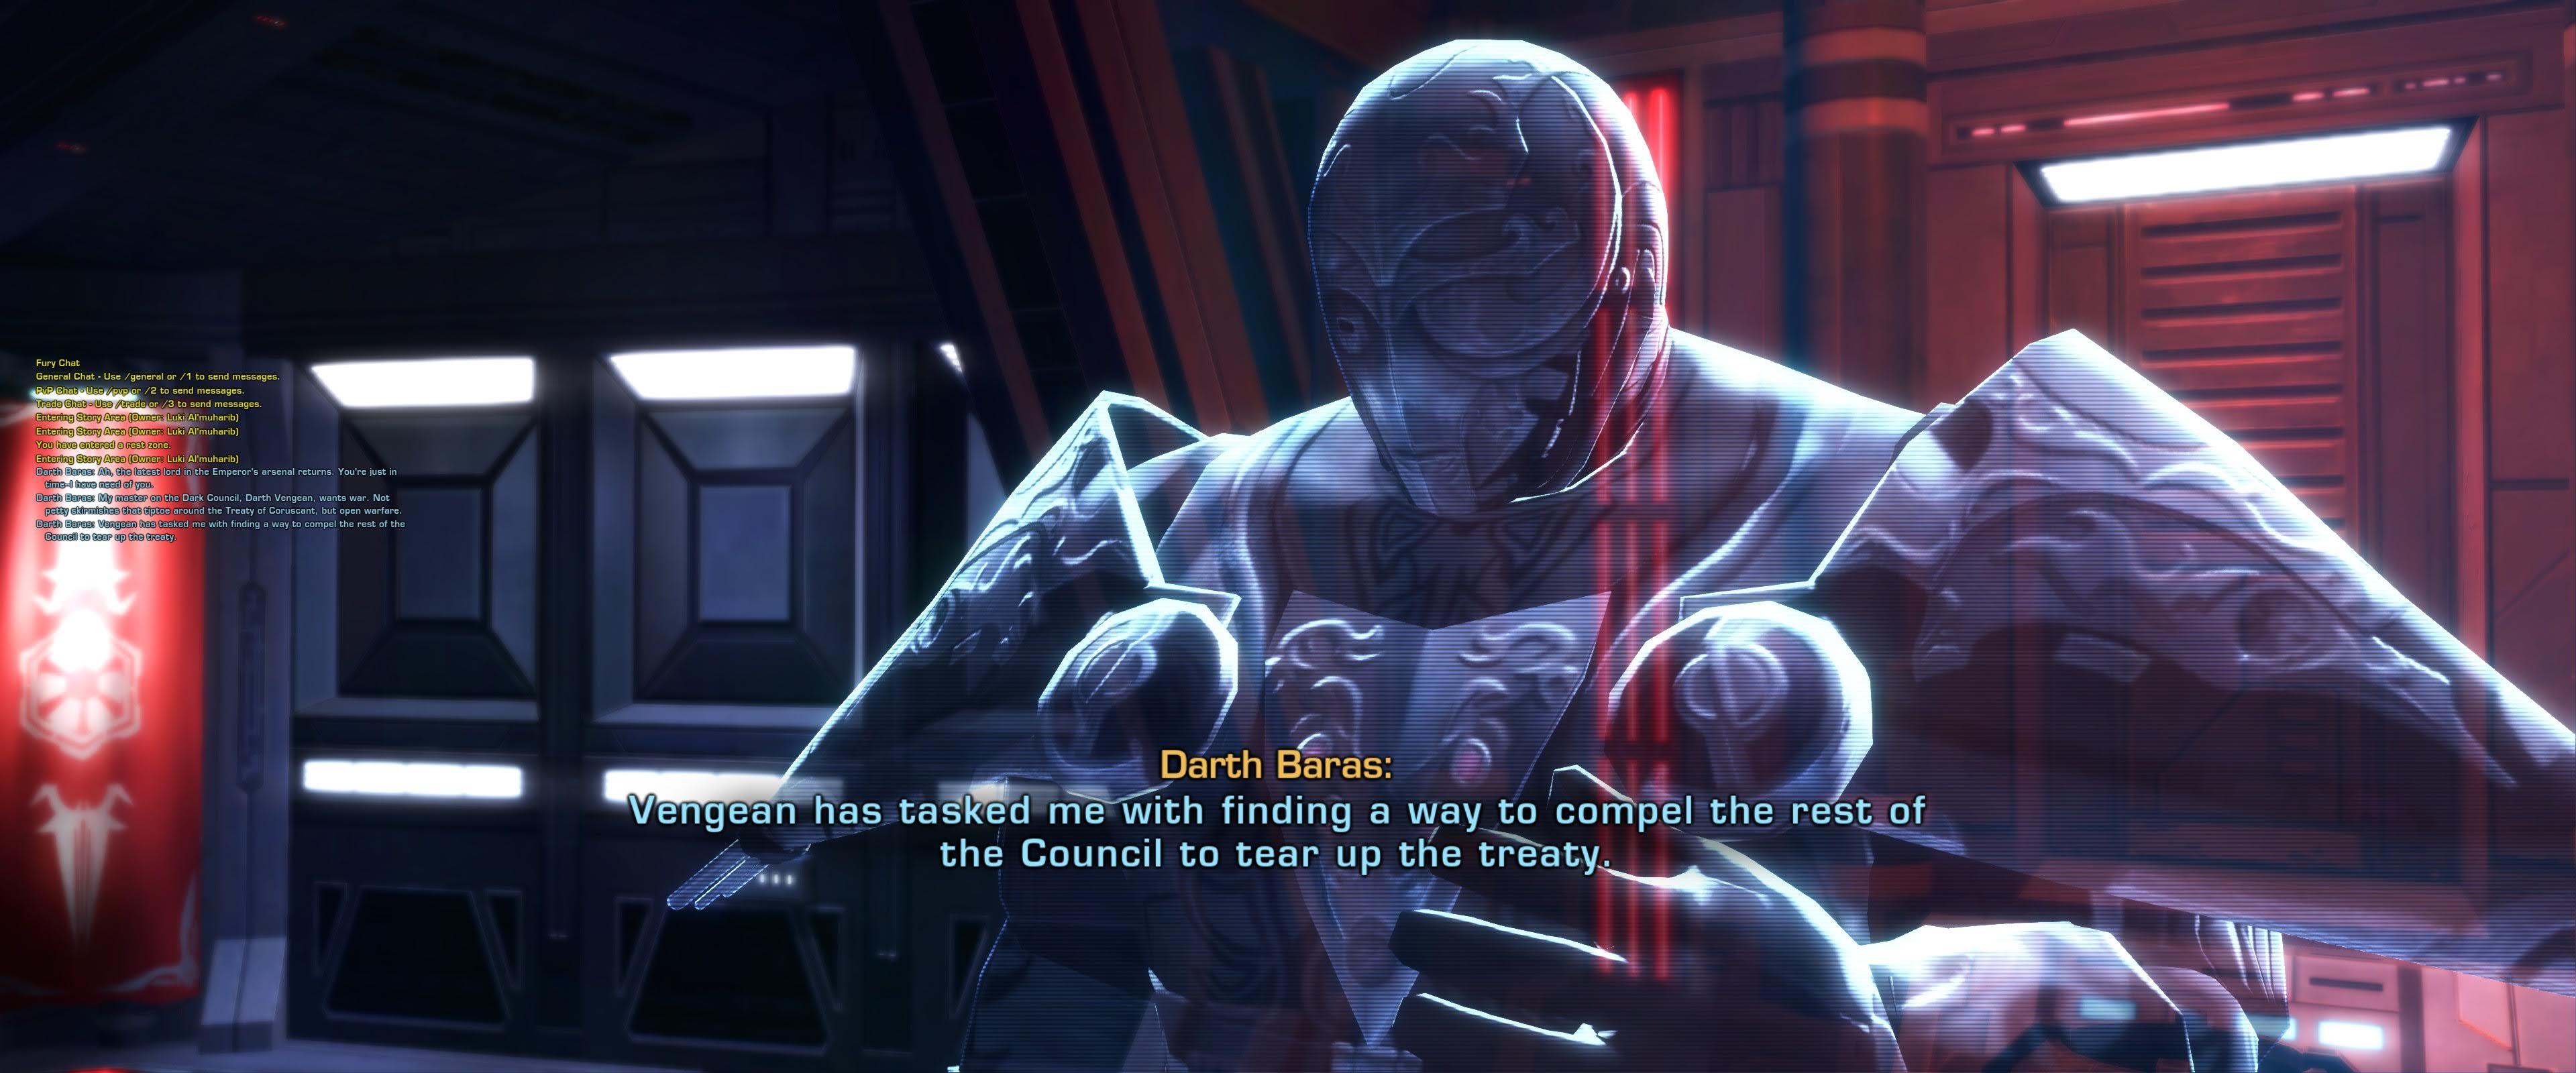 Fury Chat
General Chat - Use /general or /1 to send messages.
PvP Chat - Use /pvp or /2 to send messages.
Trade Chat - Use /trade or /3 to send messages.
Entering Story Area (Owner: Luki Al'muharib)
Entering Story Area (Owner: Luki Al'muharib)
You have entered a rest zone.
Entering Story Area (Owner: Luki Al'muharib)
Darth Baras: Ah, the latest lord in the Emperor's arsenal returns. You're just in
time-I have need of you.
Darth Baras: My master on the Dark Council, Darth Vengean, wants war. Not
petty skirmishes that tiptoe around the Treaty of Coruscant, but open warfare.
Darth Baras: Vengean has tasked me with finding a way to compel the rest of the
Council to tear up the treaty.
Darth Baras:
Vengean has tasked me with finding a way to compel the rest of
the Council to tear up the treaty.